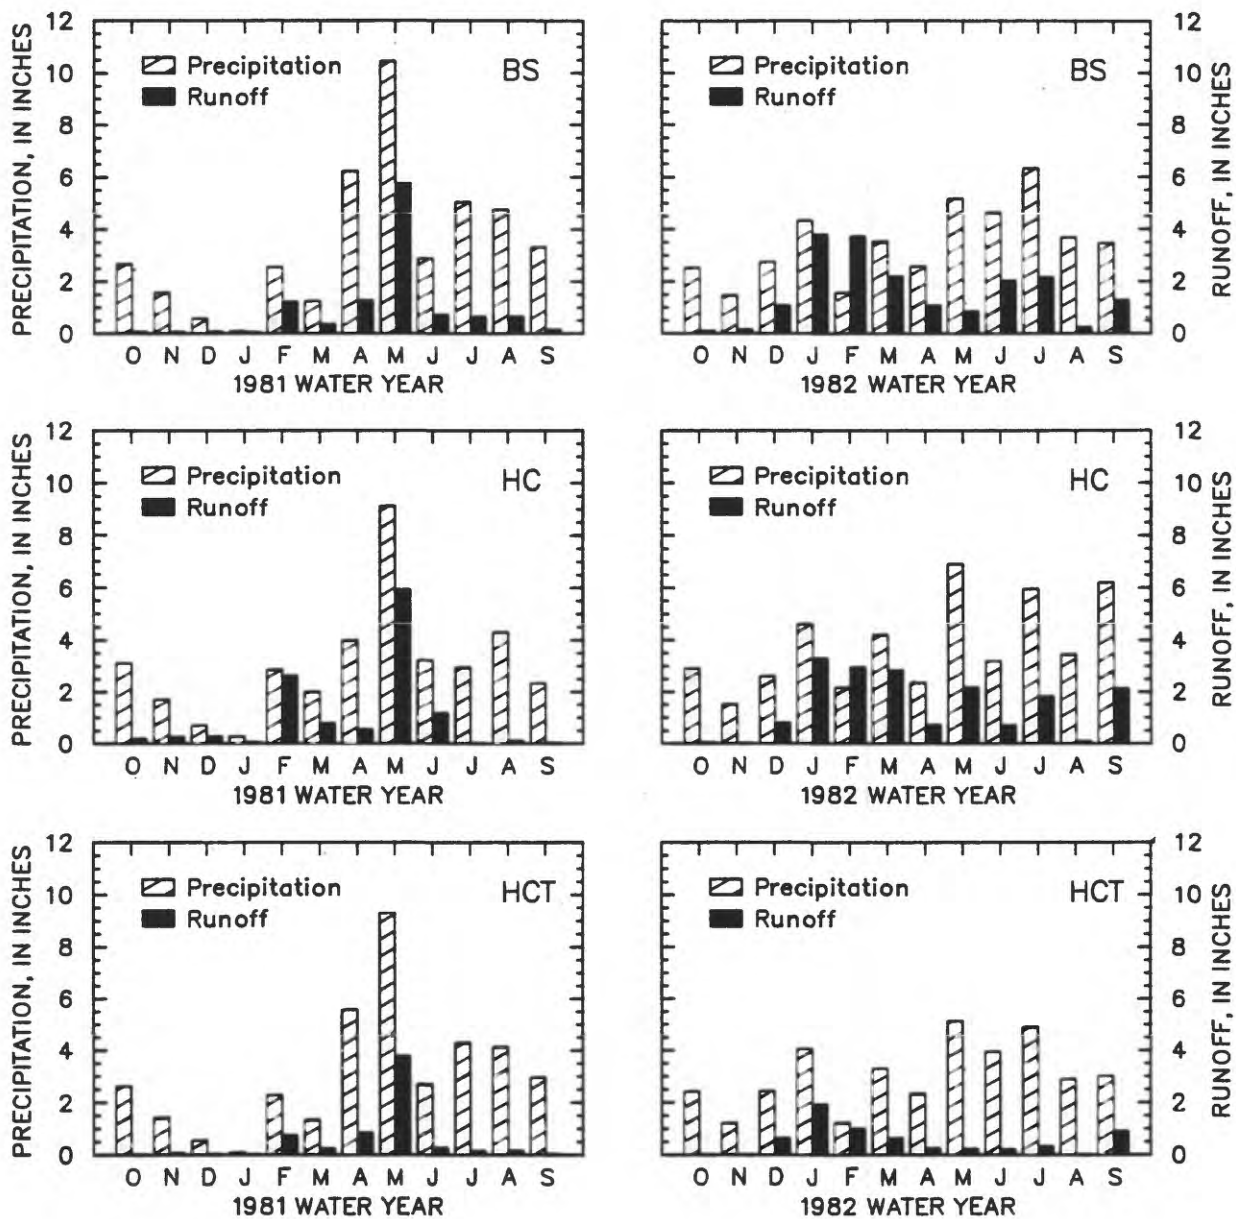 PRECIPITATION, IN INCHES
12
10
8
6
4
2
0
Precipitation
Runoff
BS
O N D J F M A M J J A S
1981 WATER YEAR
Precipitation
Runoff
BS
O N D J F M A M J J A S
1982 WATER YEAR
12
10
8
6
4
2
0
RUNOFF, IN INCHES
PRECIPITATION, IN INCHES
12
10
8
6
4
2
0
Precipitation
Runoff
HC
O N D J F M A M J J A S
1981 WATER YEAR
Precipitation
Runoff
HC
O N D J F M A M J J A S
1982 WATER YEAR
12
10
8
6
4
2
0
RUNOFF, IN INCHES
PRECIPITATION, IN INCHES
12
10
8
6
4
2
0
Precipitation
Runoff
HCT
O N D J F M A M J J A S
1981 WATER YEAR
Precipitation
Runoff
HCT
O N D J F M A M J J A S
1982 WATER YEAR
12
10
8
6
4
2
0
RUNOFF, IN INCHES